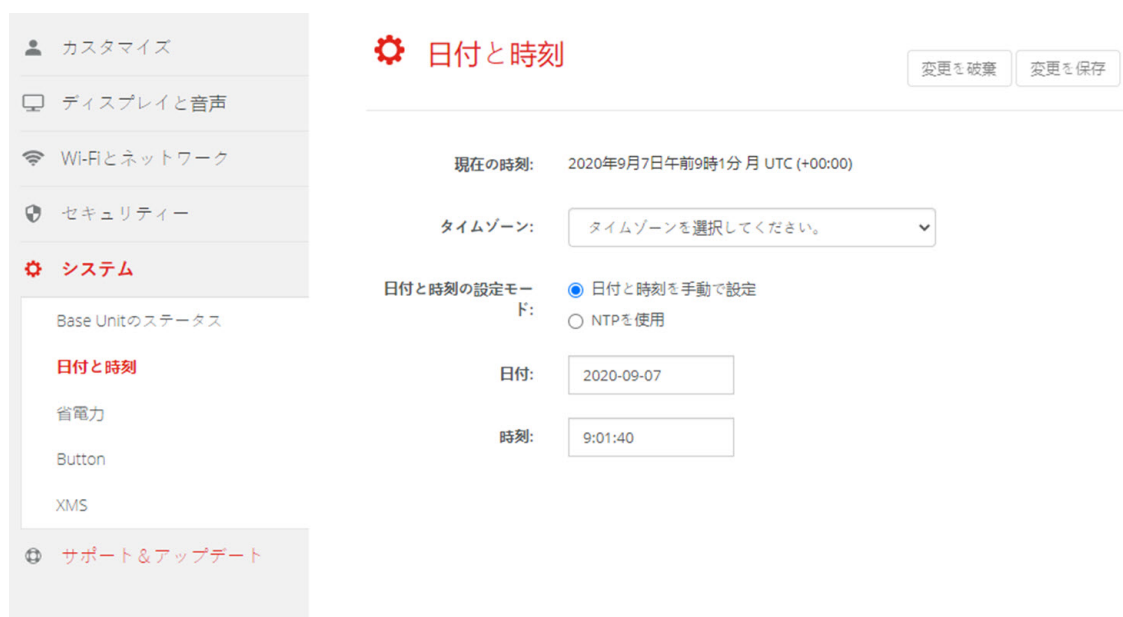 カスタマイズ
ディスプレイと音声
Wi-Fiとネットワーク
セキュリティー
システム
Base Unitのステータス
日付と時刻
省電力
Button
XMS
サポート＆アップデート
日付と時刻
変更を破棄
変更を保存
現在の時刻: 2020年9月7日午前9時1分 月 UTC (+00:00)
タイムゾーン: タイムゾーンを選択してください。
日付と時刻の設定モー
ド:
日付と時刻を手動で設定
NTPを使用
日付: 2020-09-07
時刻: 9:01:40